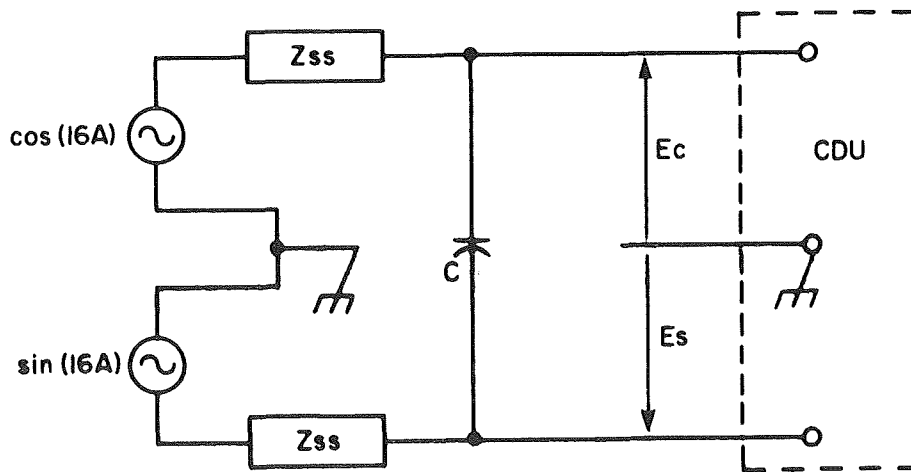 Zss
cos (16A)
Ec
CDU
C
Es
sin (16A)
Zss